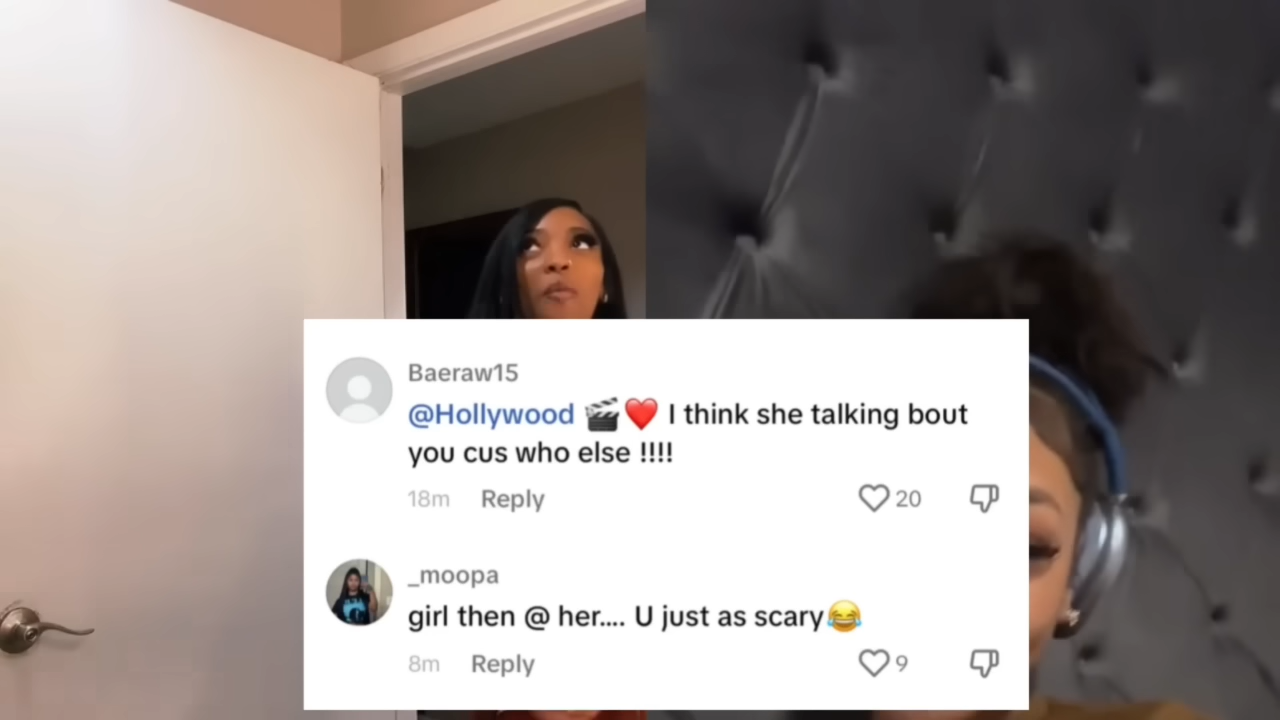 Baeraw15
@Hollywood 🎬❤️ I think she talking bout
you cus who else !!!!
18m Reply 20
_moopa
girl then @ her.... U just as scary😂
8m Reply 9